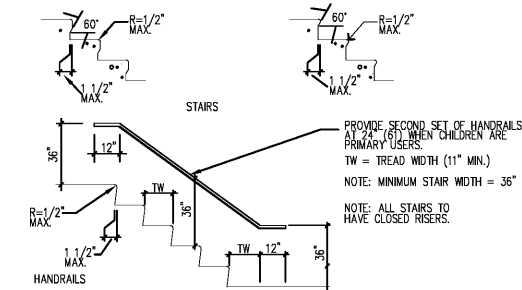 60°
R=1/2"
MAX.
1 1/2"
MAX.
60°
R=1/2"
MAX.
1 1/2"
MAX.
STAIRS
36"
12"
TW
36"
R=1/2"
MAX.
1 1/2"
MAX.
HANDRAILS
TW
12"
36"
PROVIDE SECOND SET OF HANDRAILS
AT 24" (61) WHEN CHILDREN ARE
PRIMARY USERS.
TW = TREAD WIDTH (11" MIN.)
NOTE: MINIMUM STAIR WIDTH = 36"
NOTE: ALL STAIRS TO
HAVE CLOSED RISERS.